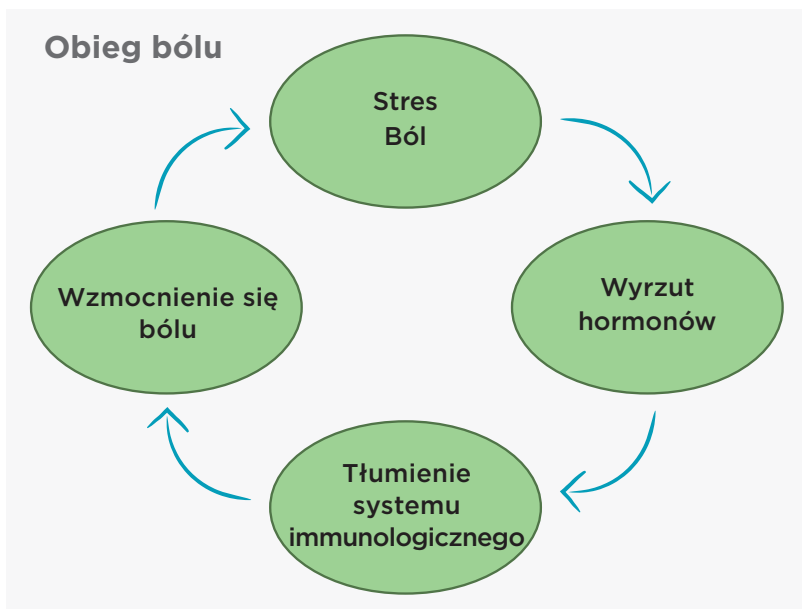 Obieg bólu
Stres
Ból
Wyrzut
hormonów
Tłumienie
systemu
immunologicznego
Wzmocnienie się
bólu